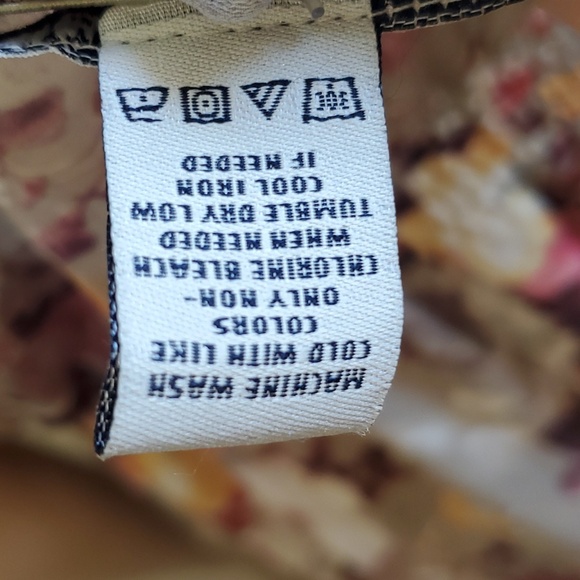 MACHINE WASH
COLD WITH LIKE
COLORS
ONLY NON-
CHLORINE BLEACH
WHEN NEEDED
TUMBLE DRY LOW
COOL IRON
IF NEEDED
30C